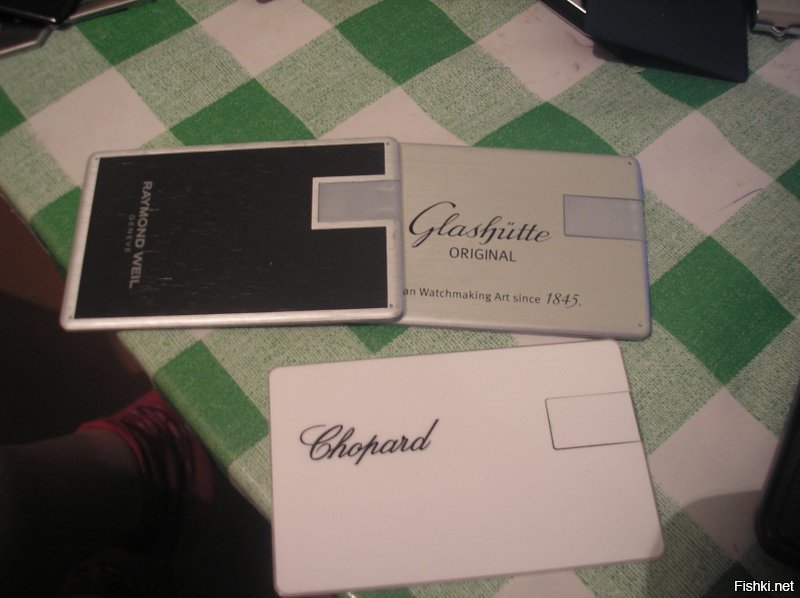 RAYMOND WEIL
GENEVE
Glashütte
ORIGINAL
an Watchmaking Art since 1845.
Chopard
Fishki.net